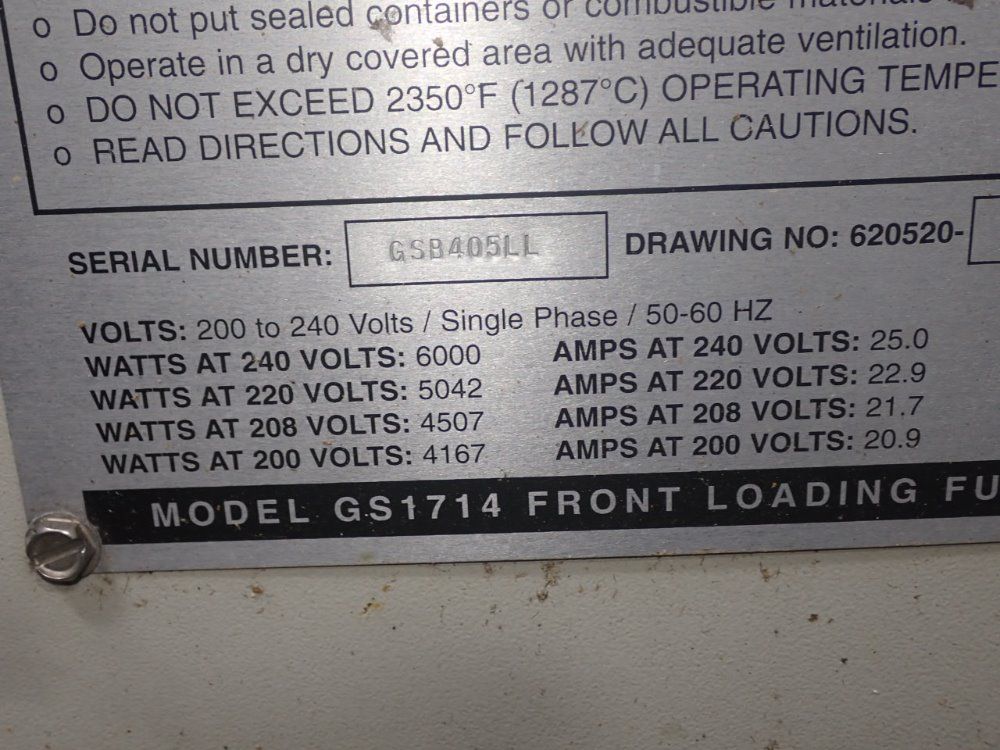 o Do not put sealed containers or combustible materials
o Operate in a dry covered area with adequate ventilation.
o DO NOT EXCEED 2350°F (1287°C) OPERATING TEMPE
o READ DIRECTIONS AND FOLLOW ALL CAUTIONS.
SERIAL NUMBER: GSB405LL DRAWING NO: 620520-
VOLTS: 200 to 240 Volts / Single Phase / 50-60 HZ
WATTS AT 240 VOLTS: 6000 AMPS AT 240 VOLTS: 25.0
WATTS AT 220 VOLTS: 5042 AMPS AT 220 VOLTS: 22.9
WATTS AT 208 VOLTS: 4507 AMPS AT 208 VOLTS: 21.7
WATTS AT 200 VOLTS: 4167 AMPS AT 200 VOLTS: 20.9
MODEL GS1714 FRONT LOADING FU